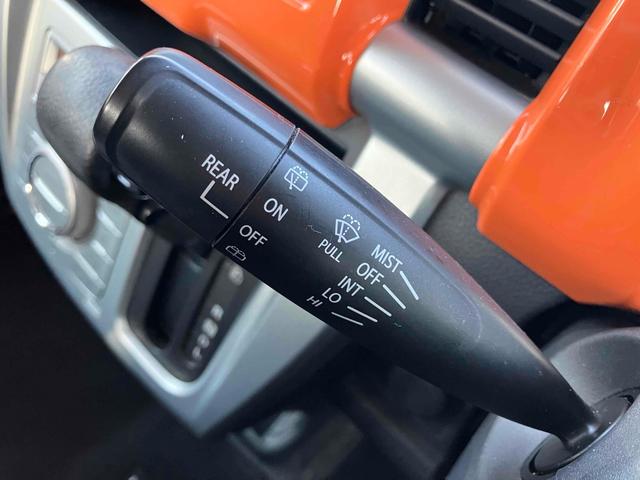 REAR
ON
OFF
PULL
MIST
OFF
INT
LO
HI